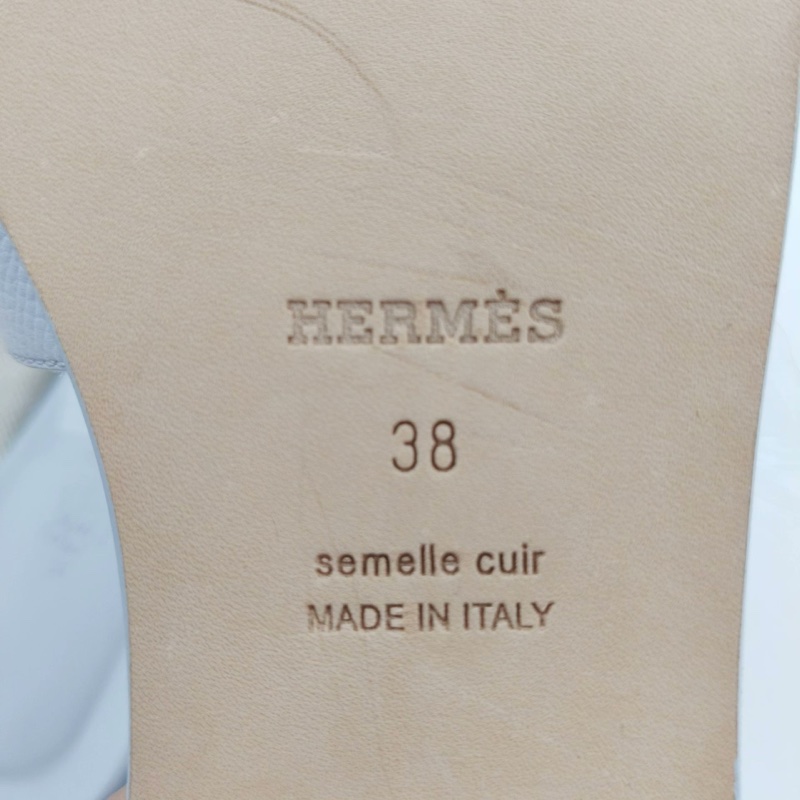 HERMÈS
38
semelle cuir
MADE IN ITALY